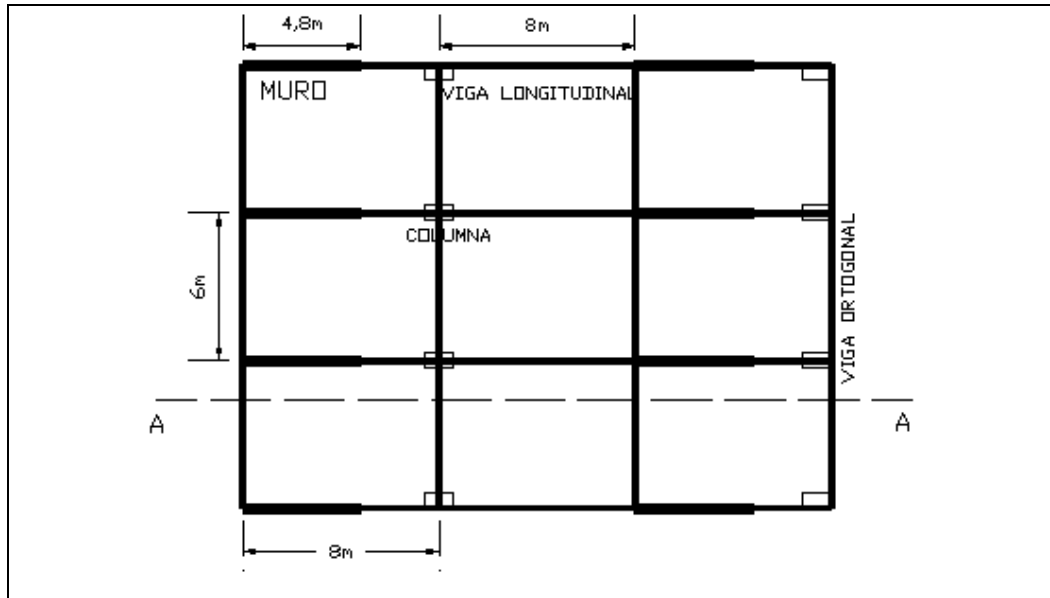 4,8m
8m
MURO
VIGA LONGITUDINAL
COLUMNA
6m
VIGA ORTOGONAL
A
A
8m